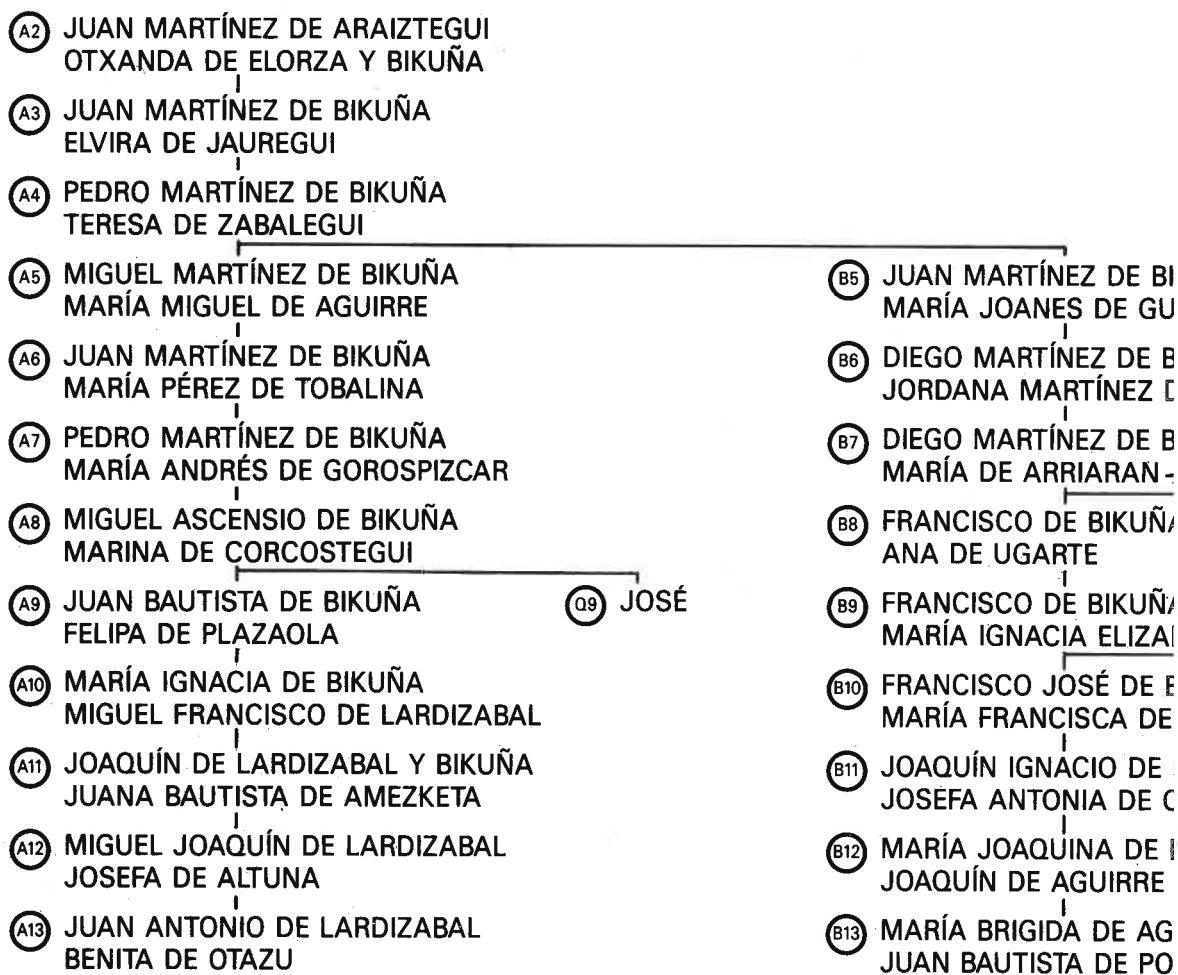 A2 JUAN MARTÍNEZ DE ARAIZTEGUI
OTXANDA DE ELORZA Y BIKUÑA
A3 JUAN MARTÍNEZ DE BIKUÑA
ELVIRA DE JAUREGUI
A4 PEDRO MARTÍNEZ DE BIKUÑA
TERESA DE ZABALEGUI
A5 MIGUEL MARTÍNEZ DE BIKUÑA
MARÍA MIGUEL DE AGUIRRE
A6 JUAN MARTÍNEZ DE BIKUÑA
MARÍA PÉREZ DE TOBALINA
A7 PEDRO MARTÍNEZ DE BIKUÑA
MARÍA ANDRÉS DE GOROSPIZCAR
A8 MIGUEL ASCENSIO DE BIKUÑA
MARINA DE CORCOSTEGUI
A9 JUAN BAUTISTA DE BIKUÑA
FELIPA DE PLAZAOLA
Q9 JOSÉ
A10 MARÍA IGNACIA DE BIKUÑA
MIGUEL FRANCISCO DE LARDIZABAL
A11 JOAQUÍN DE LARDIZABAL Y BIKUÑA
JUANA BAUTISTA DE AMEZKETA
A12 MIGUEL JOAQUÍN DE LARDIZABAL
JOSEFA DE ALTUNA
A13 JUAN ANTONIO DE LARDIZABAL
BENITA DE OTAZU
B5 JUAN MARTÍNEZ DE BI
MARÍA JOANES DE GU
B6 DIEGO MARTÍNEZ DE B
JORDANA MARTÍNEZ
B7 DIEGO MARTÍNEZ DE B
MARÍA DE ARRIARAN
B8 FRANCISCO DE BIKUÑA
ANA DE UGARTE
B9 FRANCISCO DE BIKUÑA
MARÍA IGNACIA ELIZA
B10 FRANCISCO JOSÉ DE
MARÍA FRANCISCA DE
B11 JOAQUÍN IGNACIO DE
JOSEFA ANTONIA DE
B12 MARÍA JOAQUINA DE
JOAQUÍN DE AGUIRRE
B13 MARÍA BRIGIDA DE AG
JUAN BAUTISTA DE PO